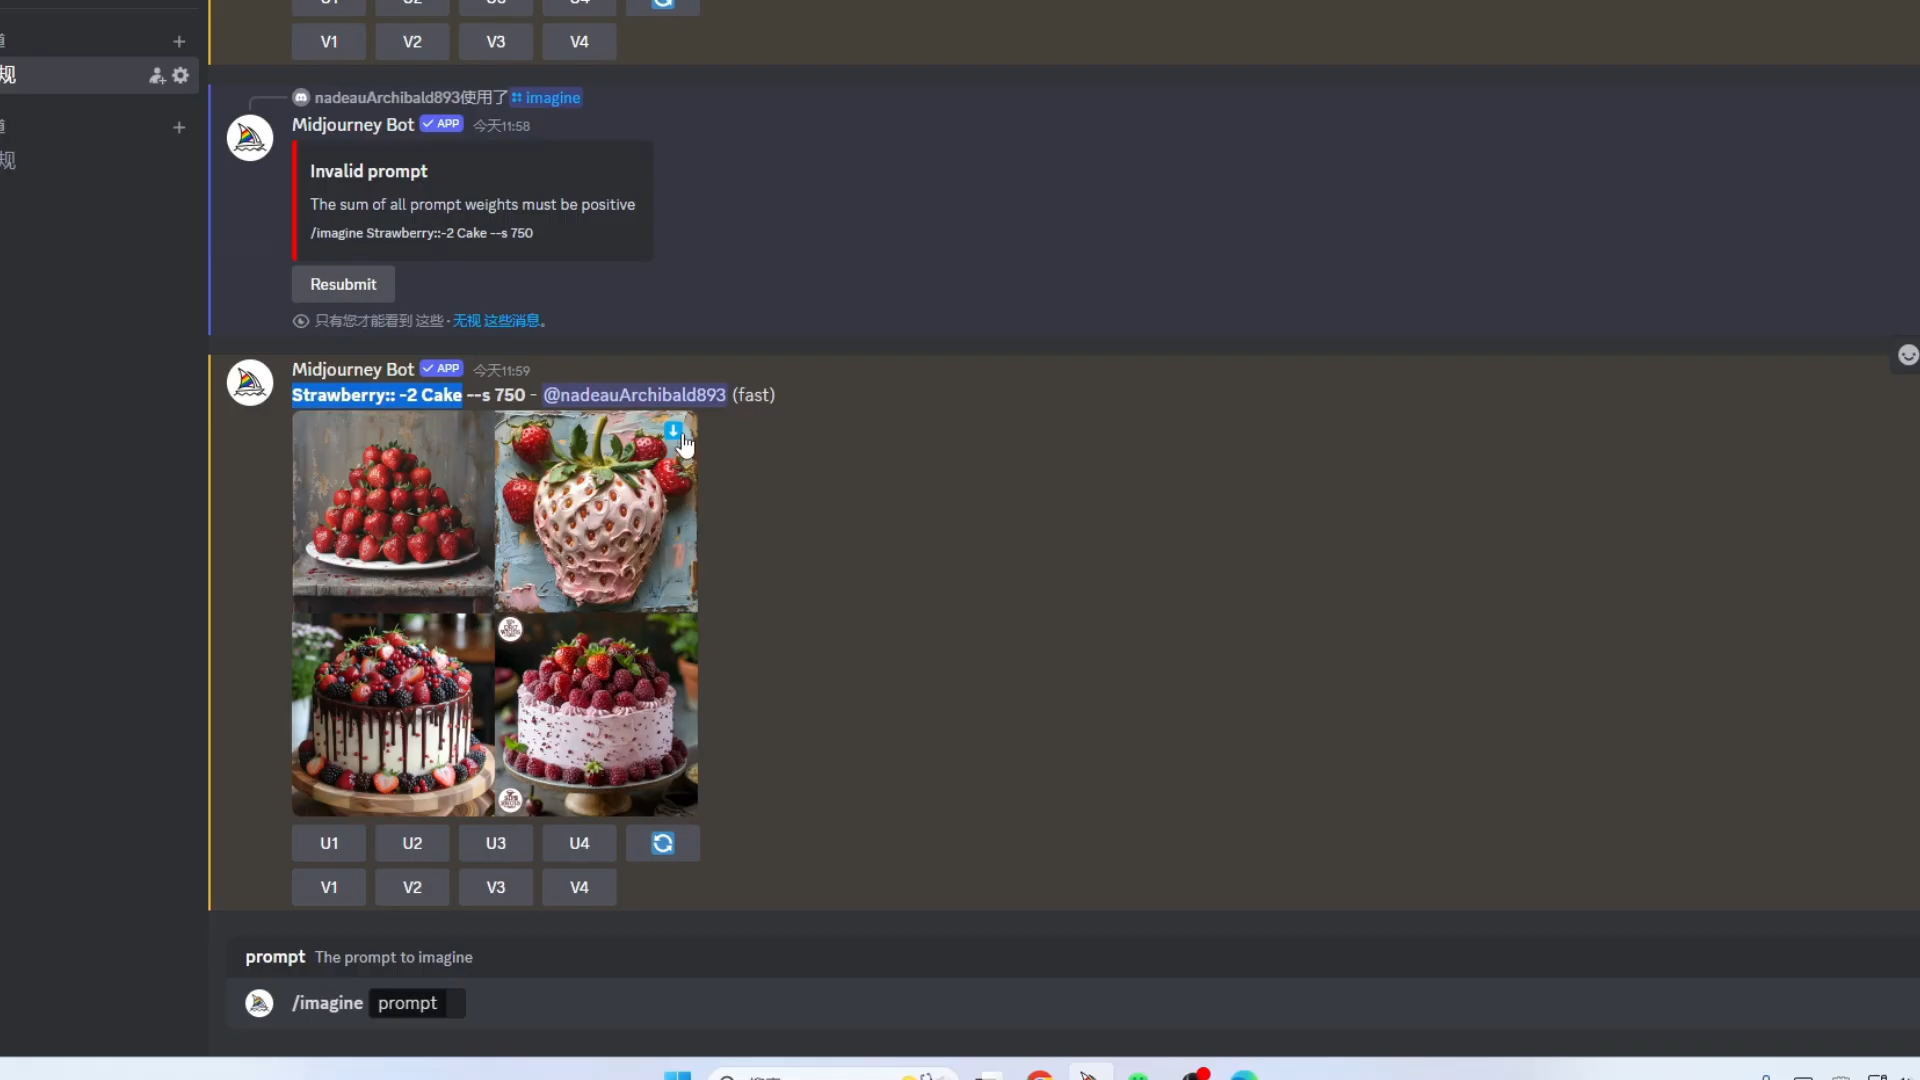 道
规
道
规
V1 V2 V3 V4
nadeauArchibald893使用了 imagine
Midjourney Bot APP 今天11:58
Invalid prompt
The sum of all prompt weights must be positive
/imagine Strawberry::-2 Cake --s 750
Resubmit
只有您才能看到 这些 · 无视 这些消息。
Midjourney Bot APP 今天11:59
Strawberry:: -2 Cake --s 750 - @nadeauArchibald893 (fast)
U1 U2 U3 U4
V1 V2 V3 V4
prompt The prompt to imagine
/imagine prompt